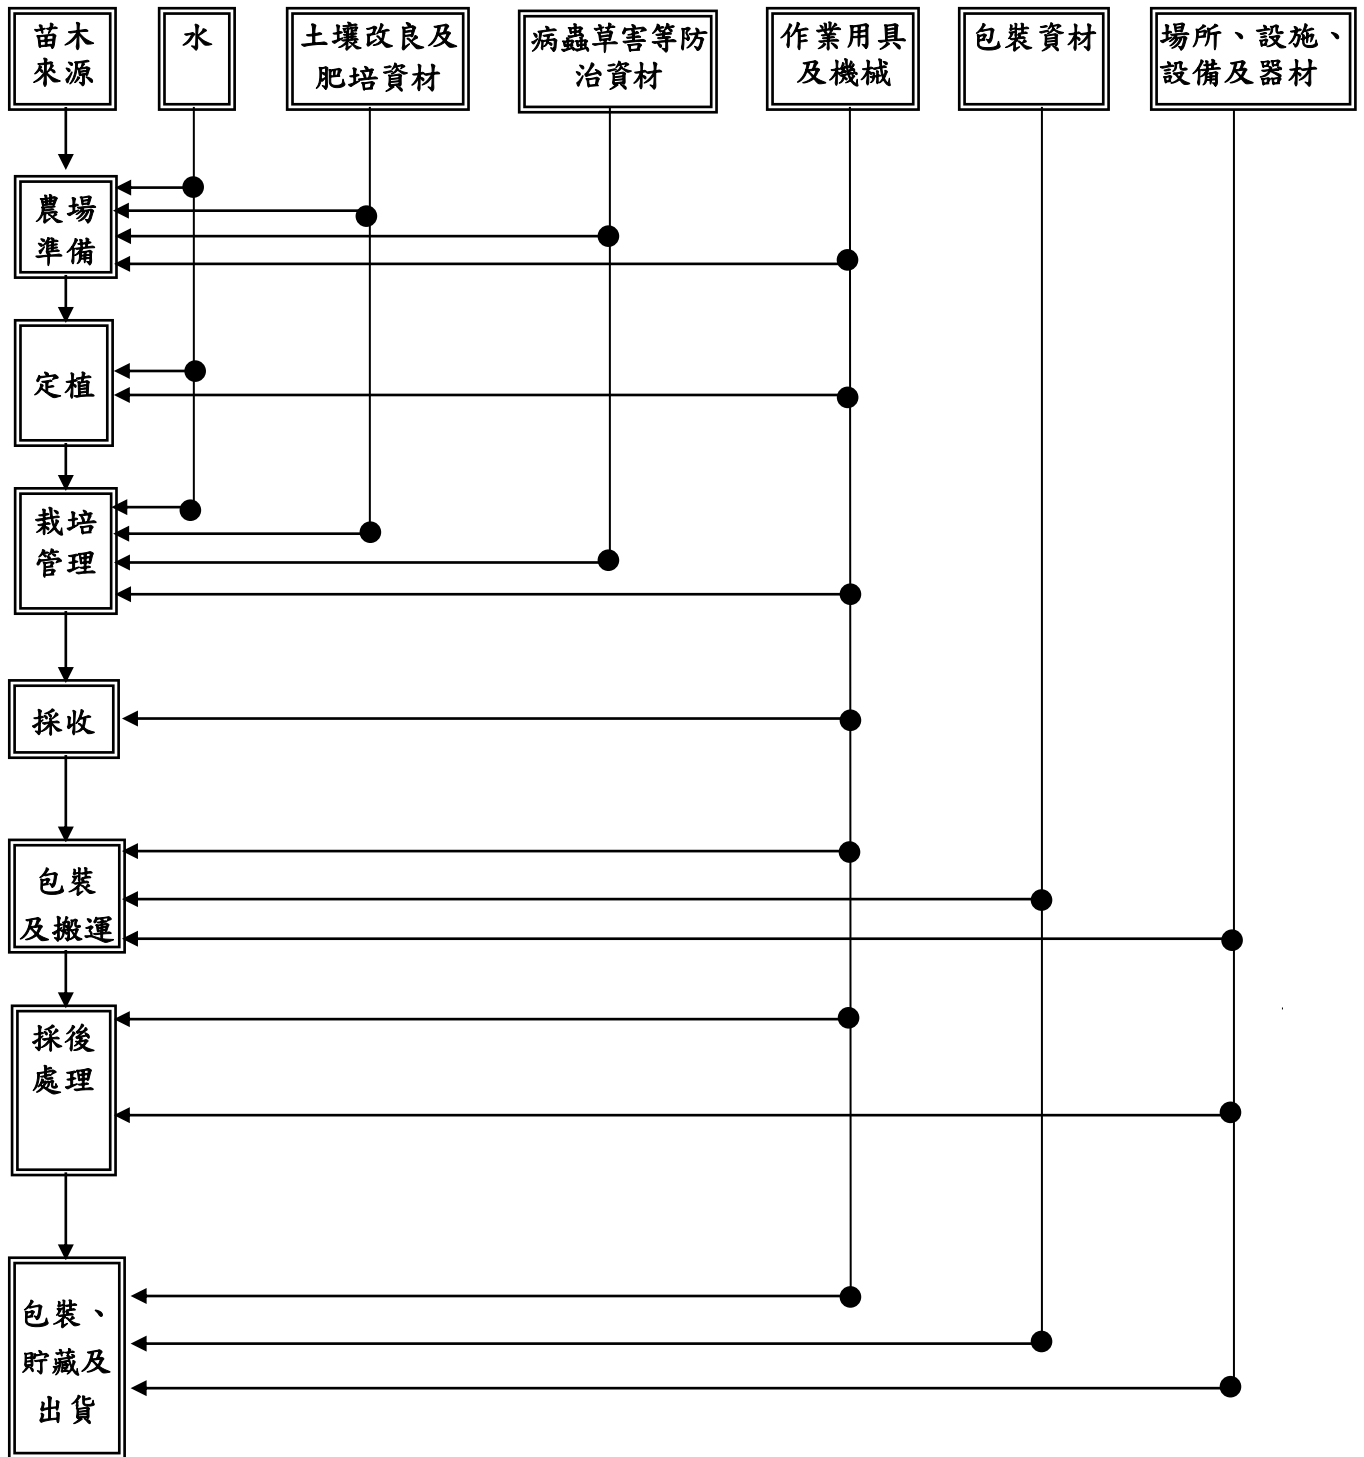 苗木
來源
水
土壤改良及
肥培資材
病蟲草害等防
治資材
作業用具
及機械
包裝資材
場所、設施、
設備及器材
農場
準備
定植
栽培
管理
採收
包裝
及搬運
採後
處理
包裝、
貯藏及
出貨